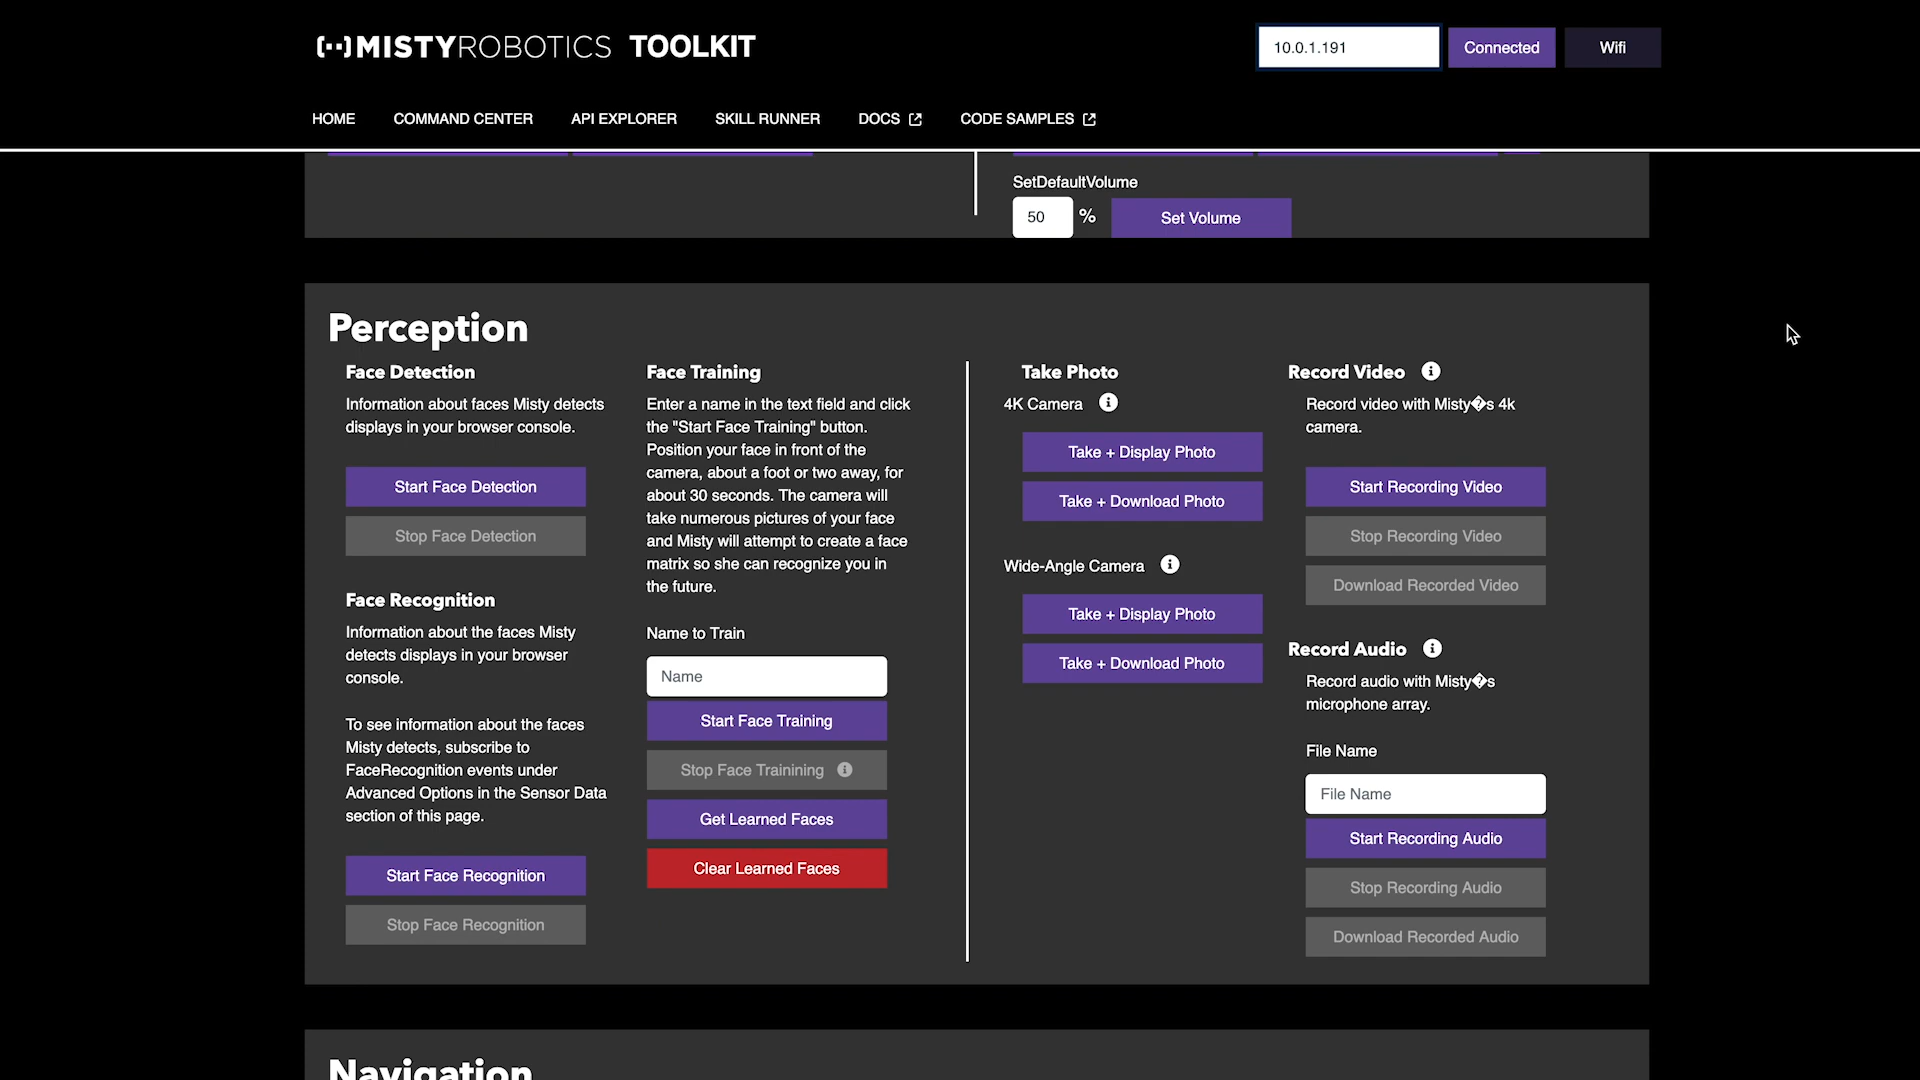 MISTYROBOTICS TOOLKIT
10.0.1.191
Connected
Wifi
HOME
COMMAND CENTER
API EXPLORER
SKILL RUNNER
DOCS
CODE SAMPLES
SetDefaultVolume
50 %
Set Volume
Perception
Face Detection
Information about faces Misty detects
displays in your browser console.
Start Face Detection
Stop Face Detection
Face Recognition
Information about the faces Misty
detects displays in your browser
console.
To see information about the faces
Misty detects, subscribe to
FaceRecognition events under
Advanced Options in the Sensor Data
section of this page.
Start Face Recognition
Stop Face Recognition
Face Training
Enter a name in the text field and click
the "Start Face Training" button.
Position your face in front of the
camera, about a foot or two away, for
about 30 seconds. The camera will
take numerous pictures of your face
and Misty will attempt to create a face
matrix so she can recognize you in
the future.
Name to Train
Name
Start Face Training
Stop Face Trainining
Get Learned Faces
Clear Learned Faces
Take Photo
4K Camera
Take + Display Photo
Take + Download Photo
Wide-Angle Camera
Take + Display Photo
Take + Download Photo
Record Video
Record video with Misty�s 4k
camera.
Start Recording Video
Stop Recording Video
Download Recorded Video
Record Audio
Record audio with Misty�s
microphone array.
File Name
File Name
Start Recording Audio
Stop Recording Audio
Download Recorded Audio
Navigation